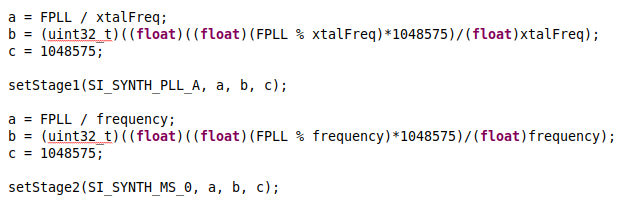 a = FPLL / xtalFreq;
b = (uint32_t)((float)((float)(FPLL % xtalFreq)*1048575)/(float)xtalFreq);
c = 1048575;
setStage1(SI_SYNTH_PLL_A, a, b, c);
a = FPLL / frequency;
b = (uint32_t)((float)((float)(FPLL % frequency)*1048575)/(float)frequency);
c = 1048575;
setStage2(SI_SYNTH_MS_0, a, b, c);